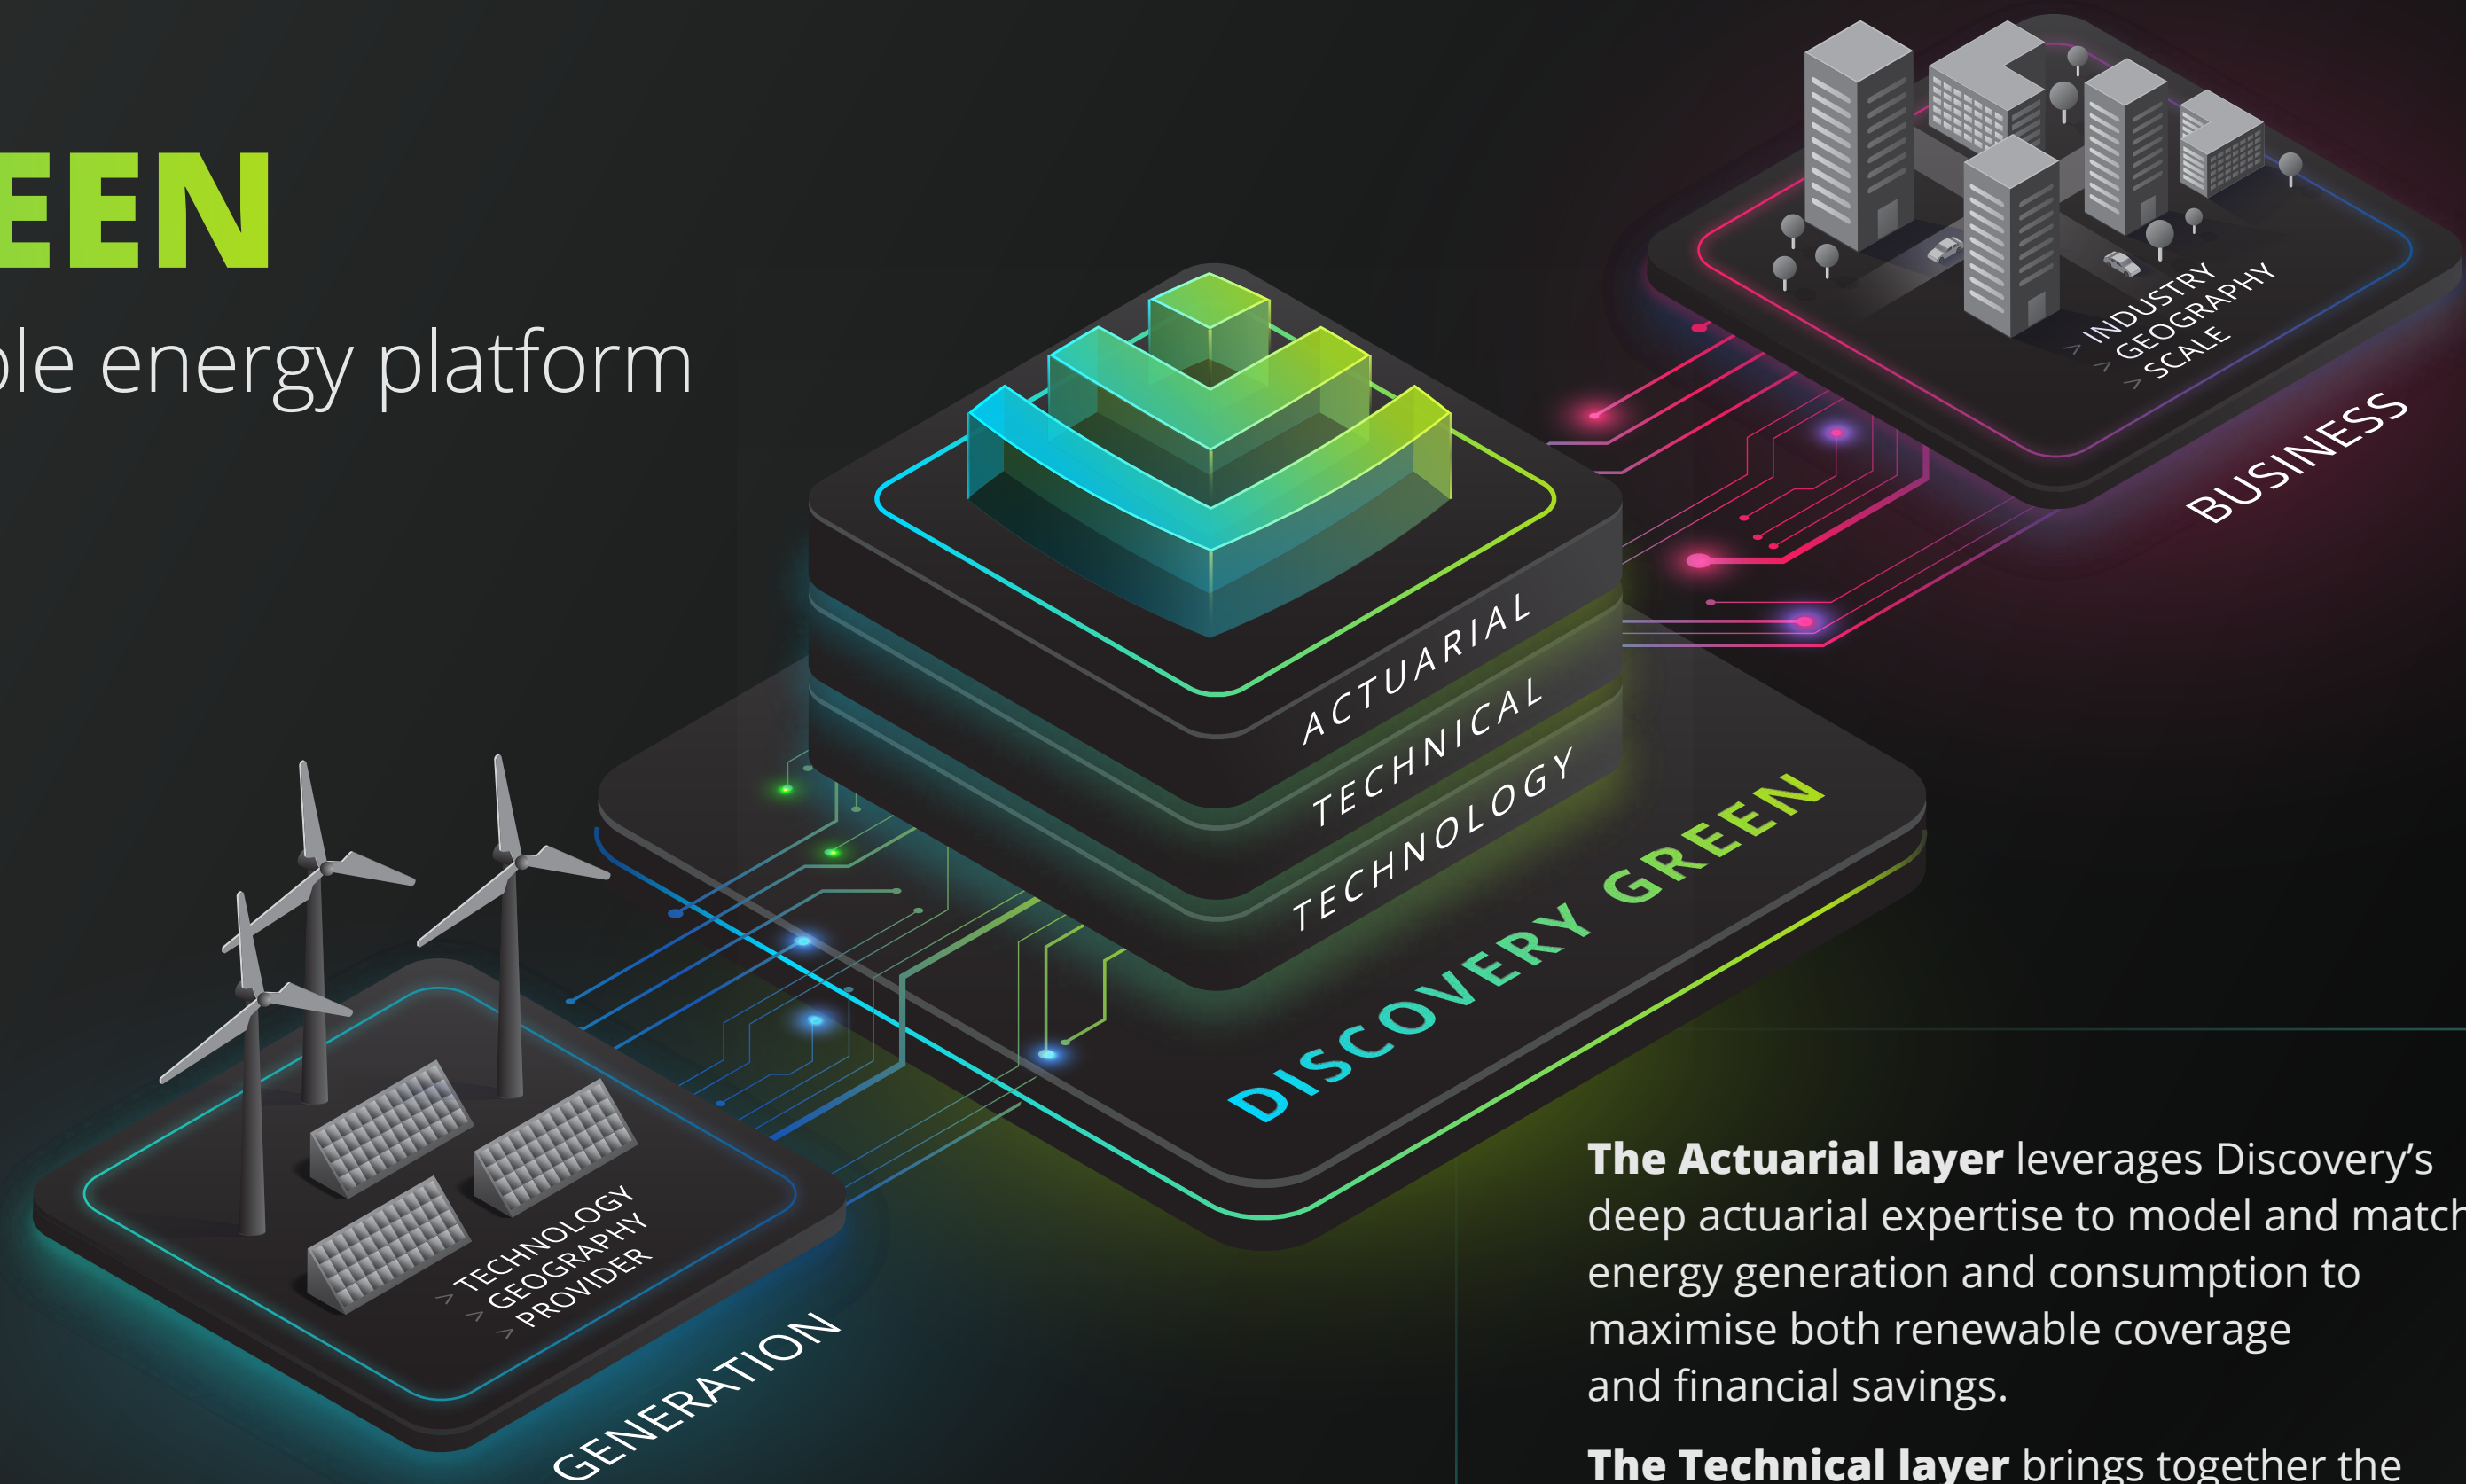 EEN
ble energy platform
INDUSTRY
GEOGRAPHY
SCALE
BUSINESS
ACTUARIAL
TECHNICAL
TECHNOLOGY
DISCOVERY GREEN
TECHNOLOGY
GEOGRAPHY
PROVIDER
GENERATION
The Actuarial layer leverages Discovery’s
deep actuarial expertise to model and match
energy generation and consumption to
maximise both renewable coverage
and financial savings.
The Technical layer brings together the